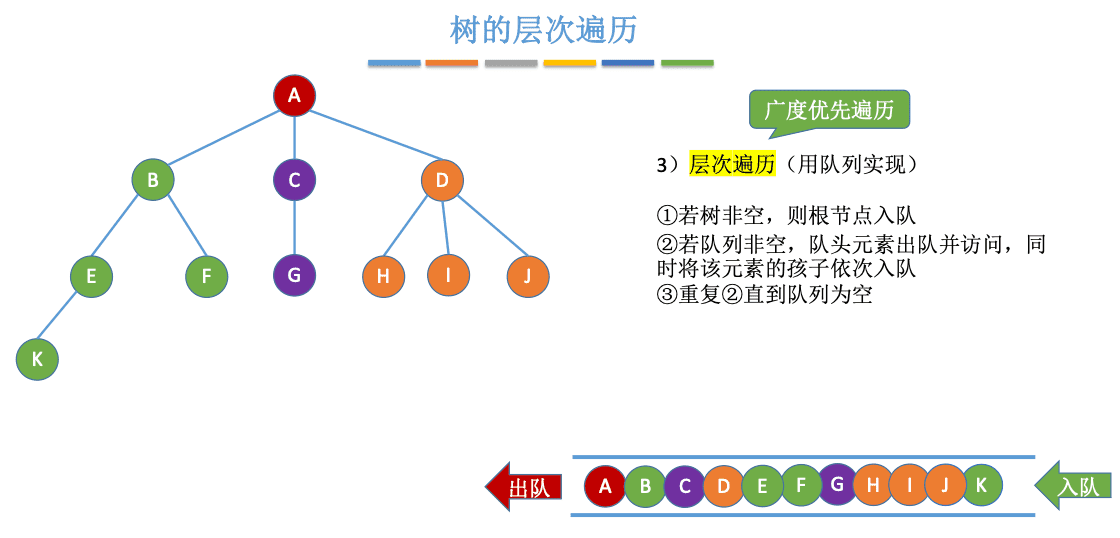 树的层次遍历
A
广度优先遍历
3）层次遍历（用队列实现）
B
C
D
①若树非空，则根节点入队
②若队列非空，队头元素出队并访问，同
时将该元素的孩子依次入队
③重复②直到队列为空
E
F
G
H
I
J
K
出队
A
B
C
D
E
F
G
H
I
J
K
入队